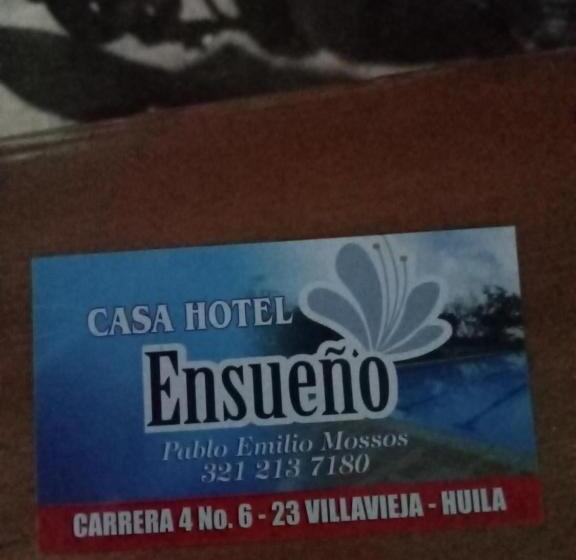 CASA HOTEL
Ensueño
Pablo Emilio Mossos
321 213 7180
CARRERA 4 No. 6 - 23 VILLAVIEJA - HUILA